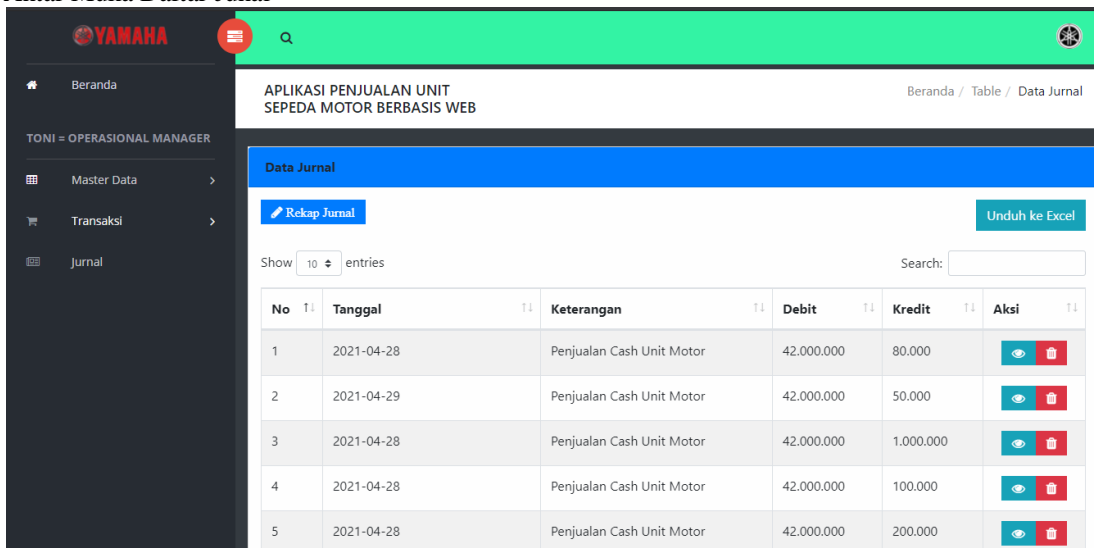 YAMAHA
Beranda
TONI = OPERASIONAL MANAGER
Master Data
Transaksi
Jurnal
APLIKASI PENJUALAN UNIT
SEPEDA MOTOR BERBASIS WEB
Beranda / Table / Data Jurnal
Data Jurnal
Rekap Jurnal
Unduh ke Excel
Show 10 entries
Search:
No Tanggal Keterangan Debit Kredit Aksi
1 2021-04-28 Penjualan Cash Unit Motor 42.000.000 80.000
2 2021-04-29 Penjualan Cash Unit Motor 42.000.000 50.000
3 2021-04-28 Penjualan Cash Unit Motor 42.000.000 1.000.000
4 2021-04-28 Penjualan Cash Unit Motor 42.000.000 100.000
5 2021-04-28 Penjualan Cash Unit Motor 42.000.000 200.000